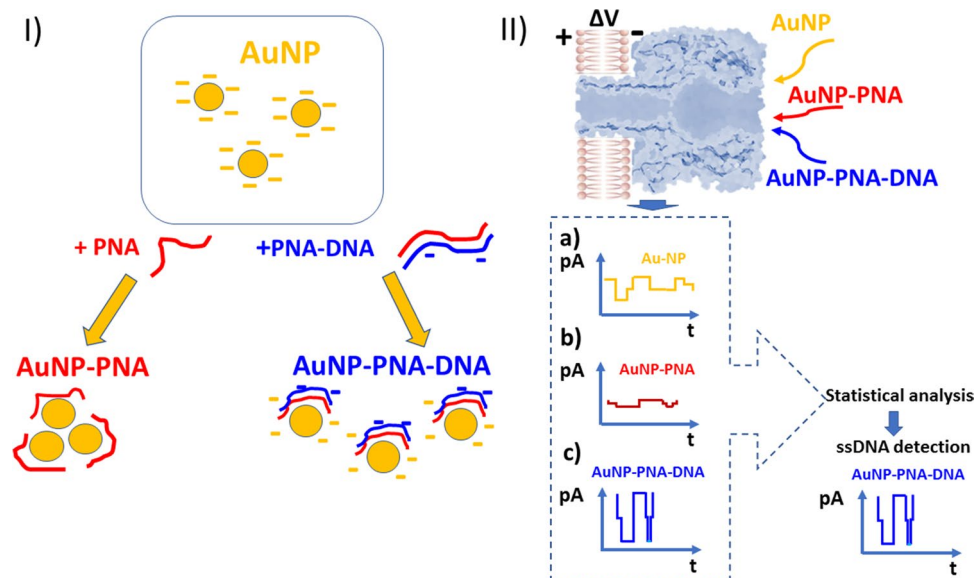 I)
AuNP
+ PNA
+PNA-DNA
AuNP-PNA
AuNP-PNA-DNA
II)
+ ΔV -
AuNP
AuNP-PNA
AuNP-PNA-DNA
a)
pA
Au-NP
t
b)
pA
AuNP-PNA
t
c)
AuNP-PNA-DNA
pA
t
Statistical analysis
ssDNA detection
AuNP-PNA-DNA
pA
t